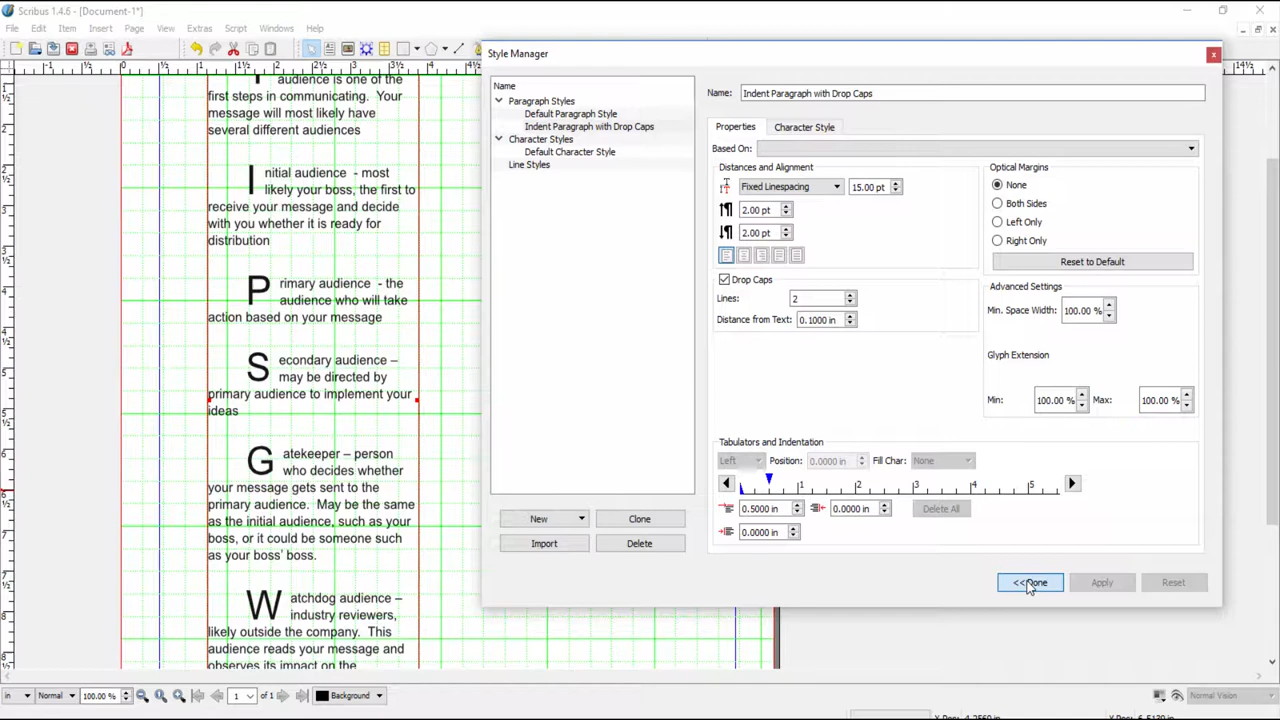 Scribus 1.4.6 - [Document-1*]
File Edit Item Insert Page View Extras Script Windows Help
audience is one of the
first steps in communicating. Your
message will most likely have
several different audiences
Initial audience - most
likely your boss, the first to
receive your message and decide
with you whether it is ready for
distribution
Primary audience - the
audience who will take
action based on your message
Secondary audience –
may be directed by
primary audience to implement your
ideas
Gatekeeper – person
who decides whether
your message gets sent to the
primary audience. May be the same
as the initial audience, such as your
boss, or it could be someone such
as your boss' boss.
Watchdog audience –
industry reviewers,
likely outside the company. This
audience reads your message and
observes its impact on the
Style Manager
Name
Paragraph Styles
Default Paragraph Style
Indent Paragraph with Drop Caps
Character Styles
Default Character Style
Line Styles
New Clone
Import Delete
Name: Indent Paragraph with Drop Caps
Properties Character Style
Based On:
Distances and Alignment
Fixed Linespacing 15.00 pt
2.00 pt
2.00 pt
Drop Caps
Lines: 2
Distance from Text: 0.1000 in
Optical Margins
None
Both Sides
Left Only
Right Only
Reset to Default
Advanced Settings
Min. Space Width: 100.00 %
Glyph Extension
Min: 100.00 % Max: 100.00 %
Tabulators and Indentation
Left Position: 0.0000 in Fill Char: None
1 2 3 4 5
0.5000 in 0.0000 in Delete All
0.0000 in
<< Done Apply Reset
in Normal 100.00 % 1 of 1 Background Normal Vision